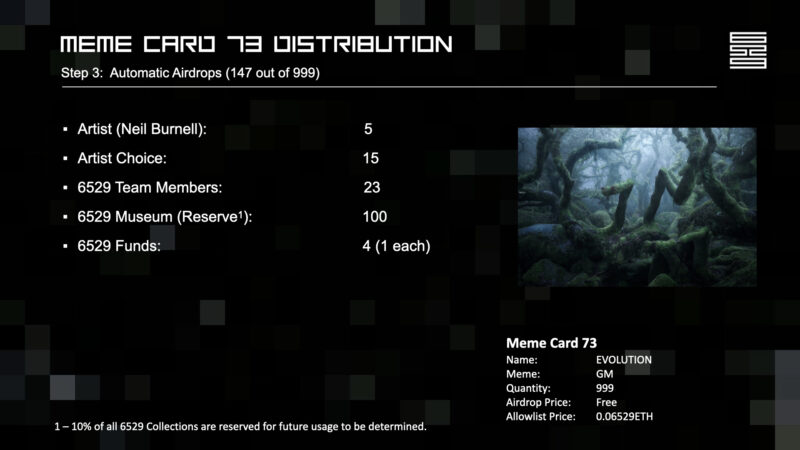 MEME CARD 73 DISTRIBUTION
Step 3: Automatic Airdrops (147 out of 999)
▪ Artist (Neil Burnell): 5
▪ Artist Choice: 15
▪ 6529 Team Members: 23
▪ 6529 Museum (Reserve¹): 100
▪ 6529 Funds: 4 (1 each)
Meme Card 73
Name: EVOLUTION
Meme: GM
Quantity: 999
Airdrop Price: Free
Allowlist Price: 0.06529ETH
1 – 10% of all 6529 Collections are reserved for future usage to be determined.